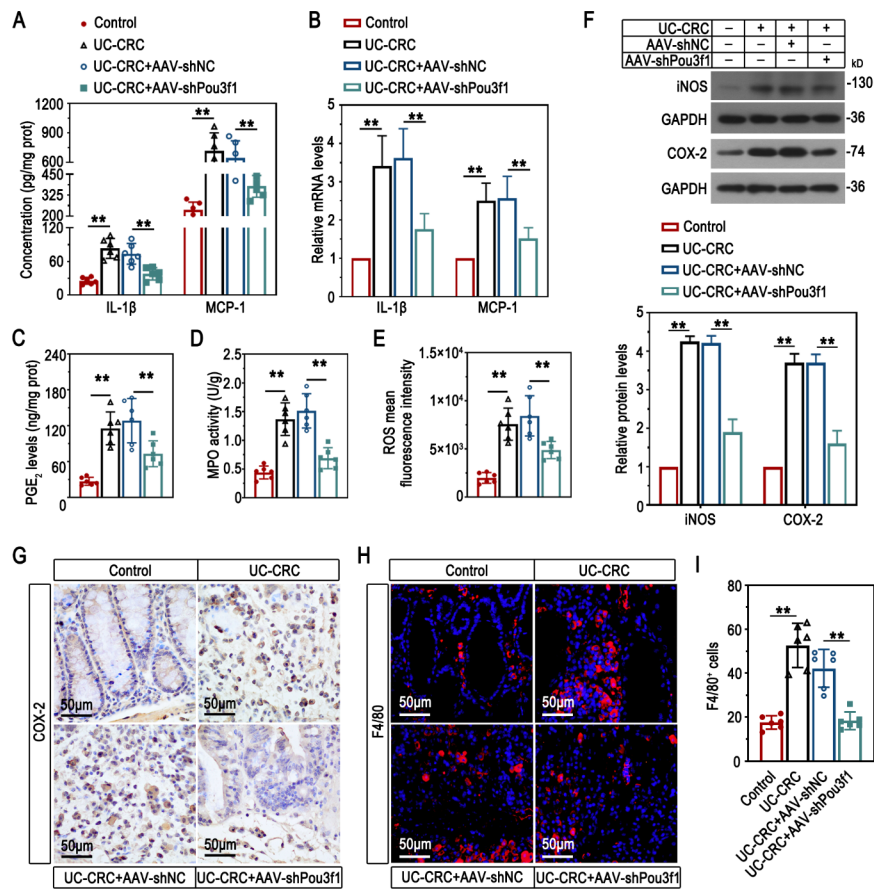 A
Control
UC-CRC
UC-CRC+AAV-shNC
UC-CRC+AAV-shPou3f1
Concentration (pg/mg prot)
1200
900
600
450
325
200
120
60
0
**
**
**
**
IL-1β
MCP-1
B
Control
UC-CRC
UC-CRC+AAV-shNC
UC-CRC+AAV-shPou3f1
Relative mRNA levels
5
4
3
2
1
0
**
**
**
**
IL-1β
MCP-1
F
UC-CRC – + + +
AAV-shNC – – + –
AAV-shPou3f1 – – – +
kD
iNOS -130
GAPDH -36
COX-2 -74
GAPDH -36
Control
UC-CRC
UC-CRC+AAV-shNC
UC-CRC+AAV-shPou3f1
Relative protein levels
5
4
3
2
1
0
**
**
**
**
iNOS
COX-2
C
PGE2 levels (ng/mg prot)
240
180
120
60
0
**
**
D
MPO activity (U/g)
2.5
2.0
1.5
1.0
0.5
0.0
**
**
E
ROS mean
fluorescence intensity
1.5×10⁴
1.0×10⁴
5×10³
0
**
**
G
Control
UC-CRC
COX-2
50μm
50μm
50μm
50μm
UC-CRC+AAV-shNC
UC-CRC+AAV-shPou3f1
H
Control
UC-CRC
F4/80
50μm
50μm
50μm
50μm
UC-CRC+AAV-shNC
UC-CRC+AAV-shPou3f1
I
F4/80⁺ cells
80
60
40
20
0
**
**
Control
UC-CRC
UC-CRC+AAV-shNC
UC-CRC+AAV-shPou3f1